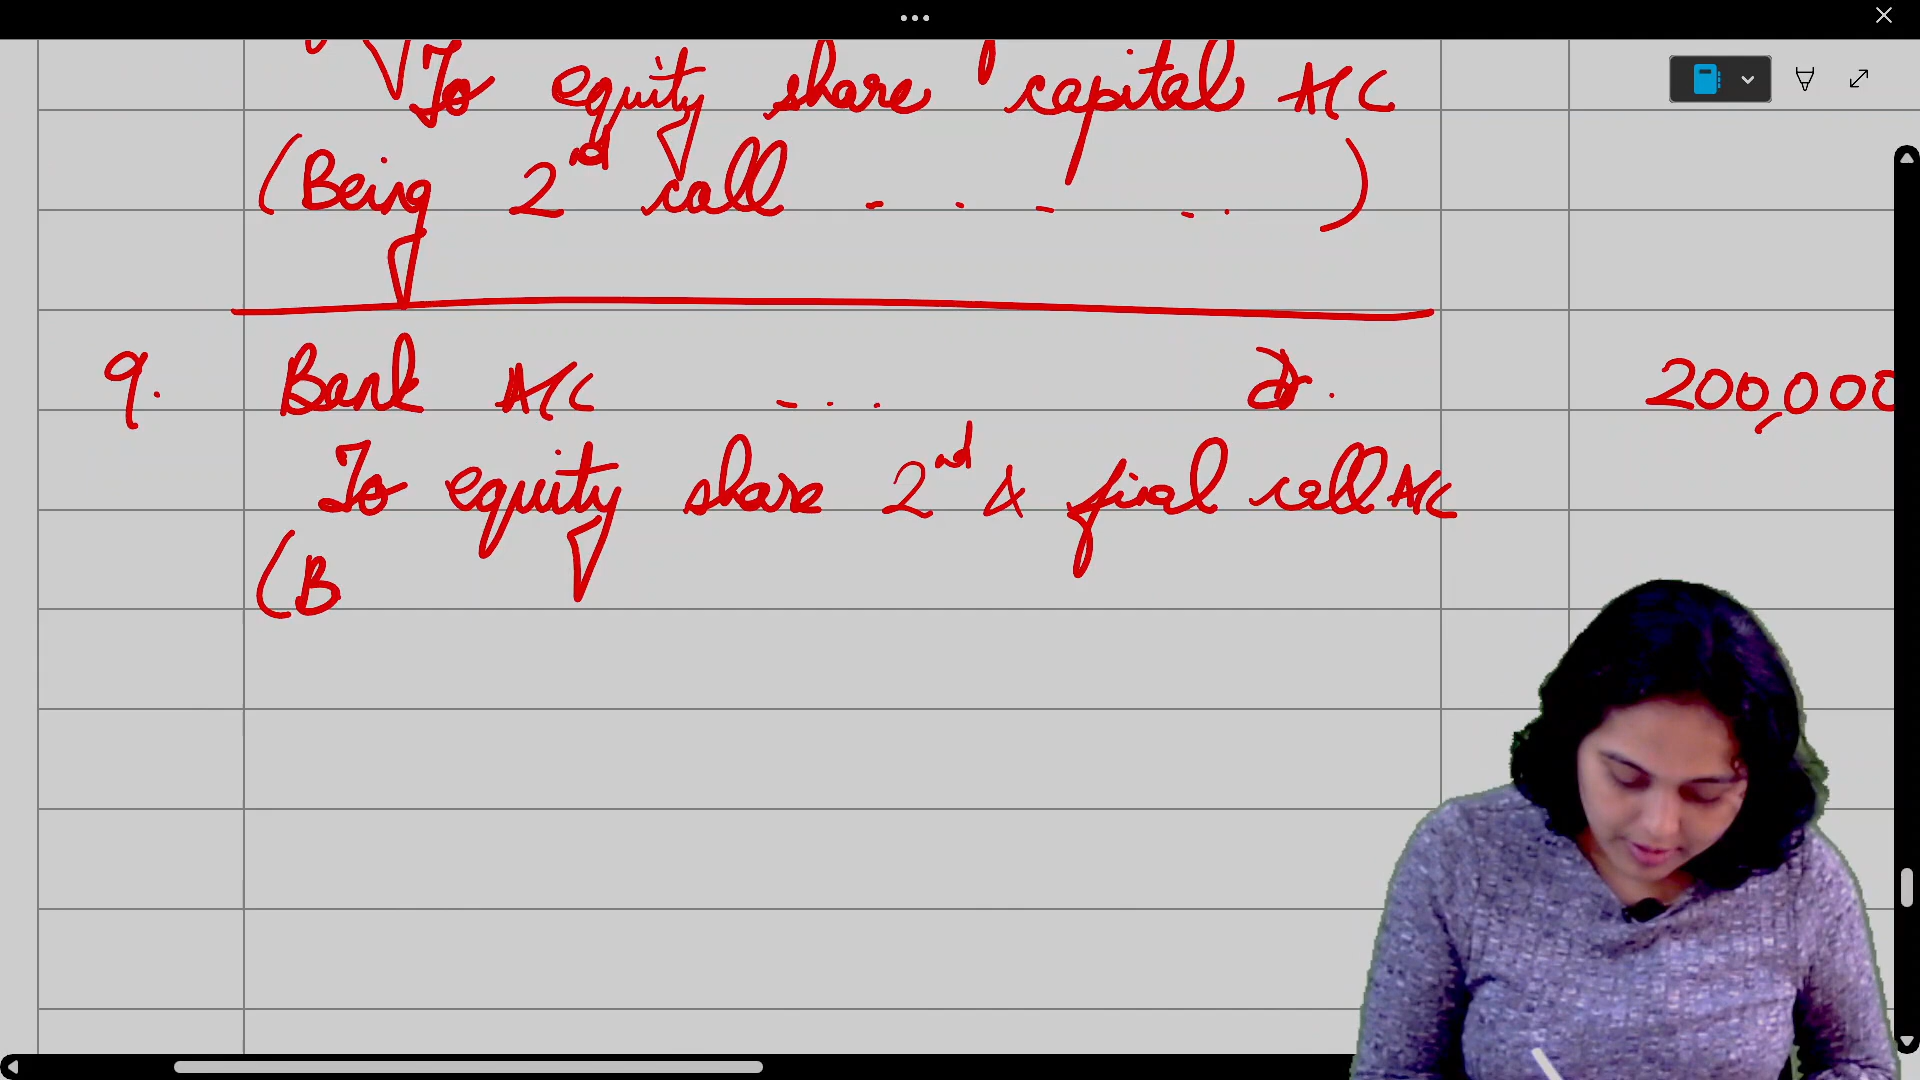 To equity share capital A/C
(Being 2nd call - . - .. )
9. Bank A/C - . . dr. 200,000
To equity share 2nd & final call A/C
(B